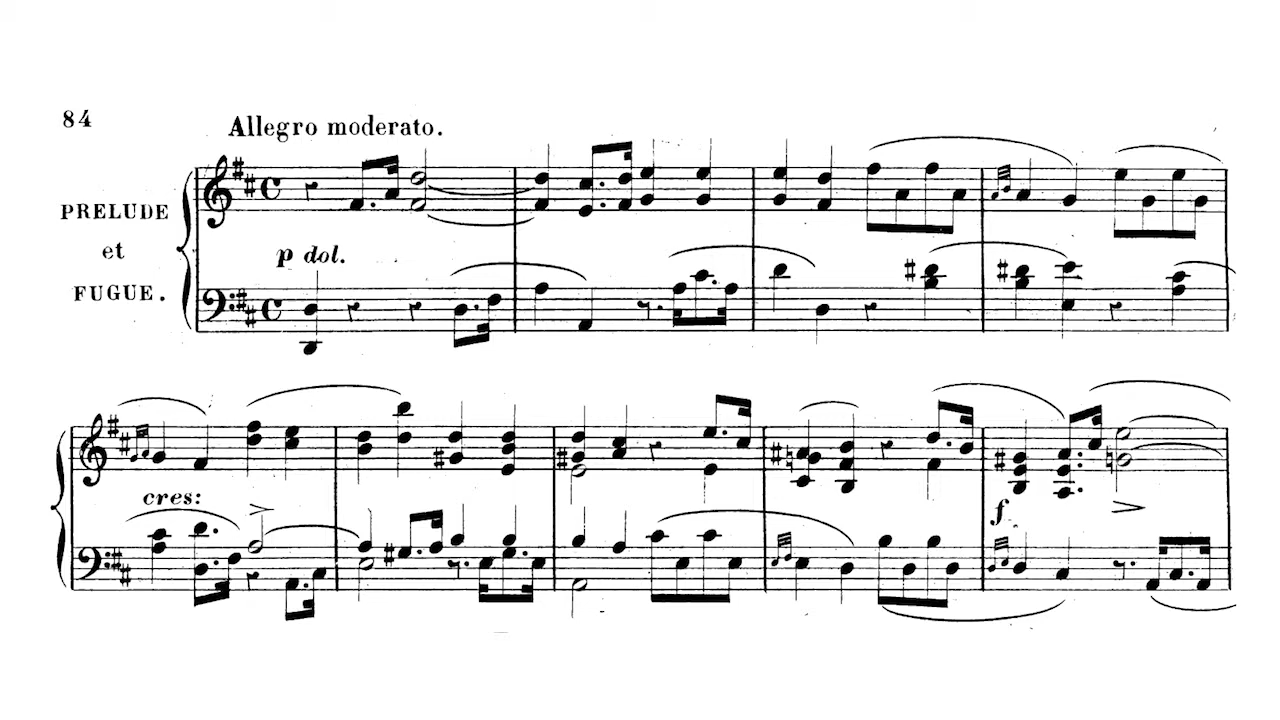 84
Allegro moderato.
PRELUDE
et
FUGUE.
p dol.
cres:
f